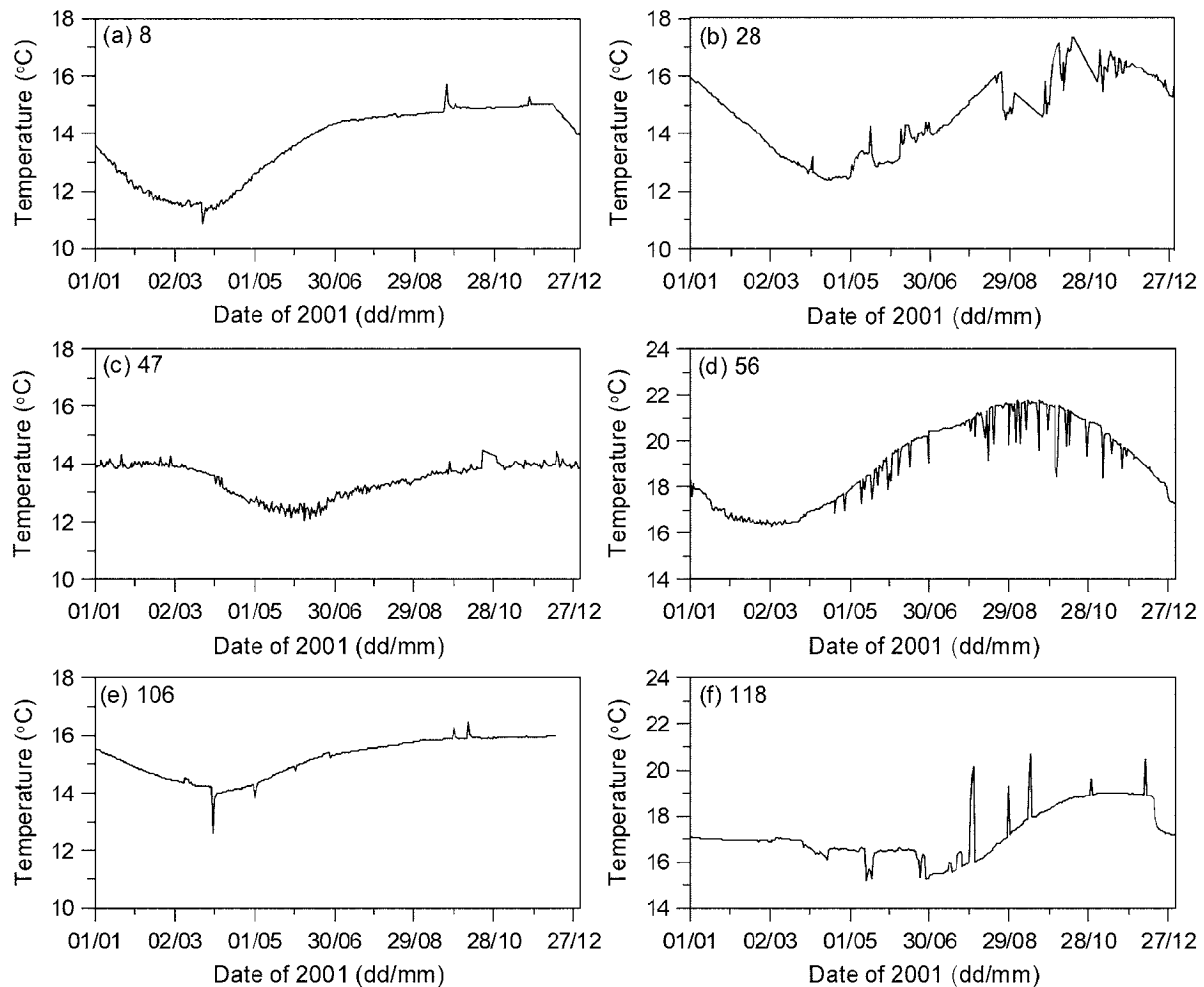 (a) 8
Temperature (°C)
18
16
14
12
10
01/01 02/03 01/05 30/06 29/08 28/10 27/12
Date of 2001 (dd/mm)
(b) 28
Temperature (°C)
18
16
14
12
10
01/01 02/03 01/05 30/06 29/08 28/10 27/12
Date of 2001 (dd/mm)
(c) 47
Temperature (°C)
18
16
14
12
10
01/01 02/03 01/05 30/06 29/08 28/10 27/12
Date of 2001 (dd/mm)
(d) 56
Temperature (°C)
24
22
20
18
16
14
01/01 02/03 01/05 30/06 29/08 28/10 27/12
Date of 2001 (dd/mm)
(e) 106
Temperature (°C)
18
16
14
12
10
01/01 02/03 01/05 30/06 29/08 28/10 27/12
Date of 2001 (dd/mm)
(f) 118
Temperature (°C)
24
22
20
18
16
14
01/01 02/03 01/05 30/06 29/08 28/10 27/12
Date of 2001 (dd/mm)